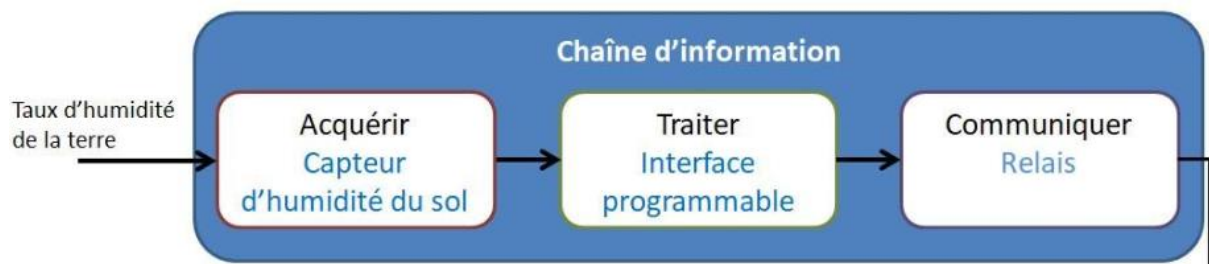 Chaîne d’information
Taux d’humidité
de la terre
Acquérir
Capteur
d’humidité du sol
Traiter
Interface
programmable
Communiquer
Relais